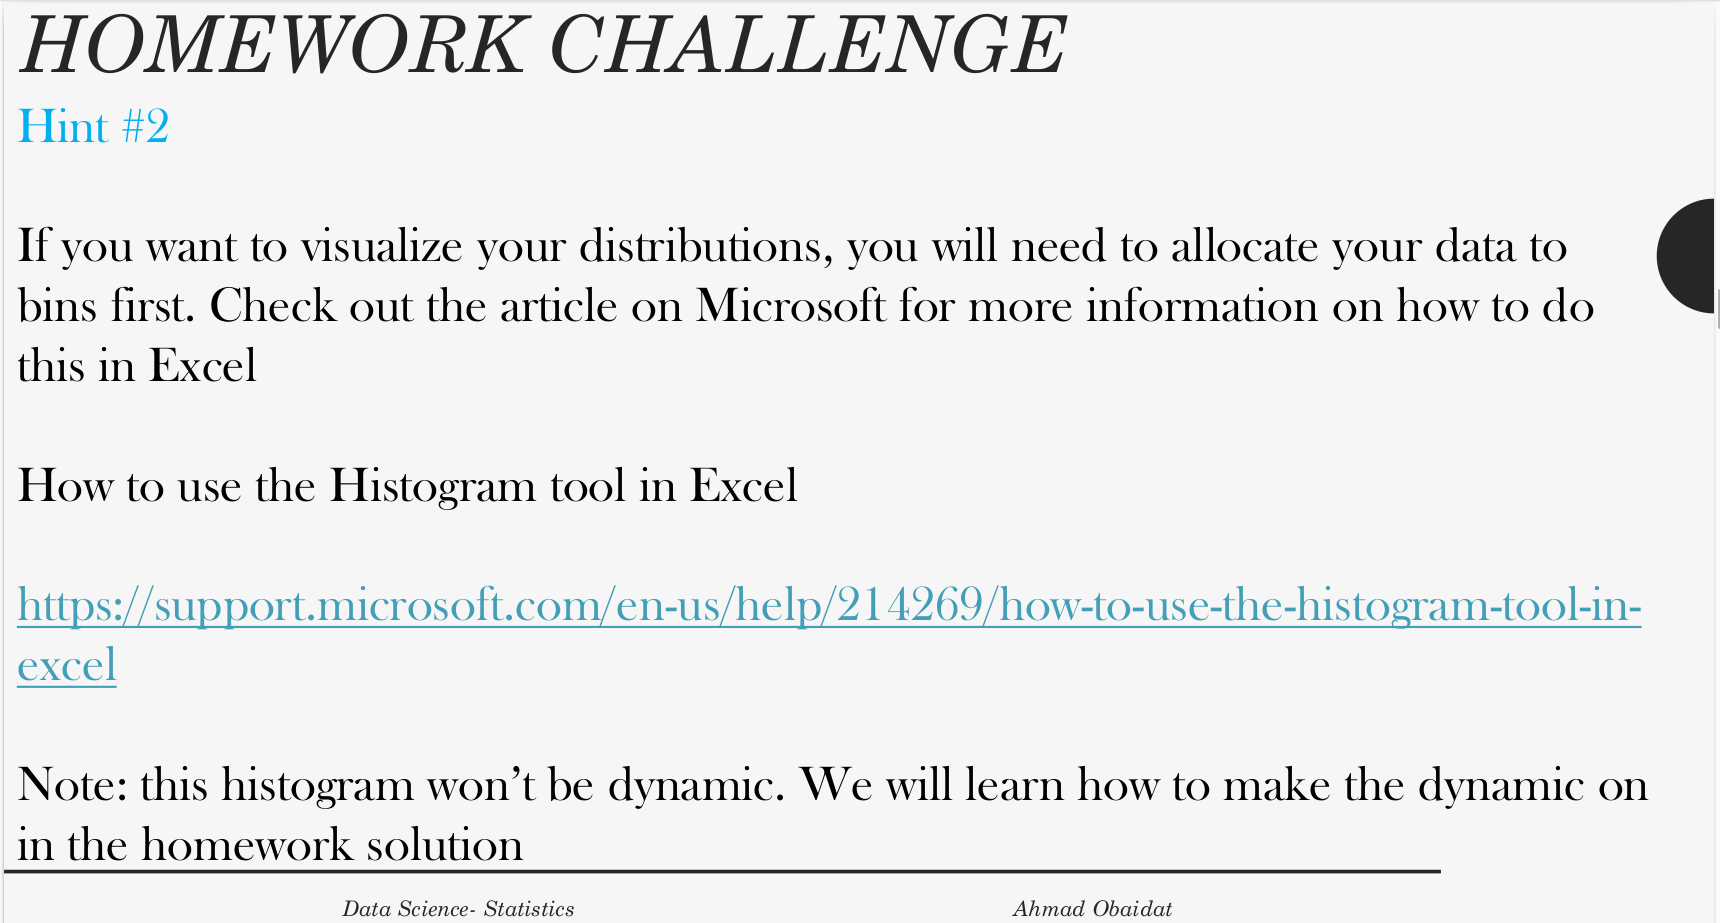 HOMEWORK CHALLENGE
Hint #2
If you want to visualize your distributions, you will need to allocate your data to
bins first. Check out the article on Microsoft for more information on how to do
this in Excel
How to use the Histogram tool in Excel
https://support.microsoft.com/en-us/help/214269/how-to-use-the-histogram-tool-in-
excel
Note: this histogram won’t be dynamic. We will learn how to make the dynamic on
in the homework solution
Data Science- Statistics
Ahmad Obaidat